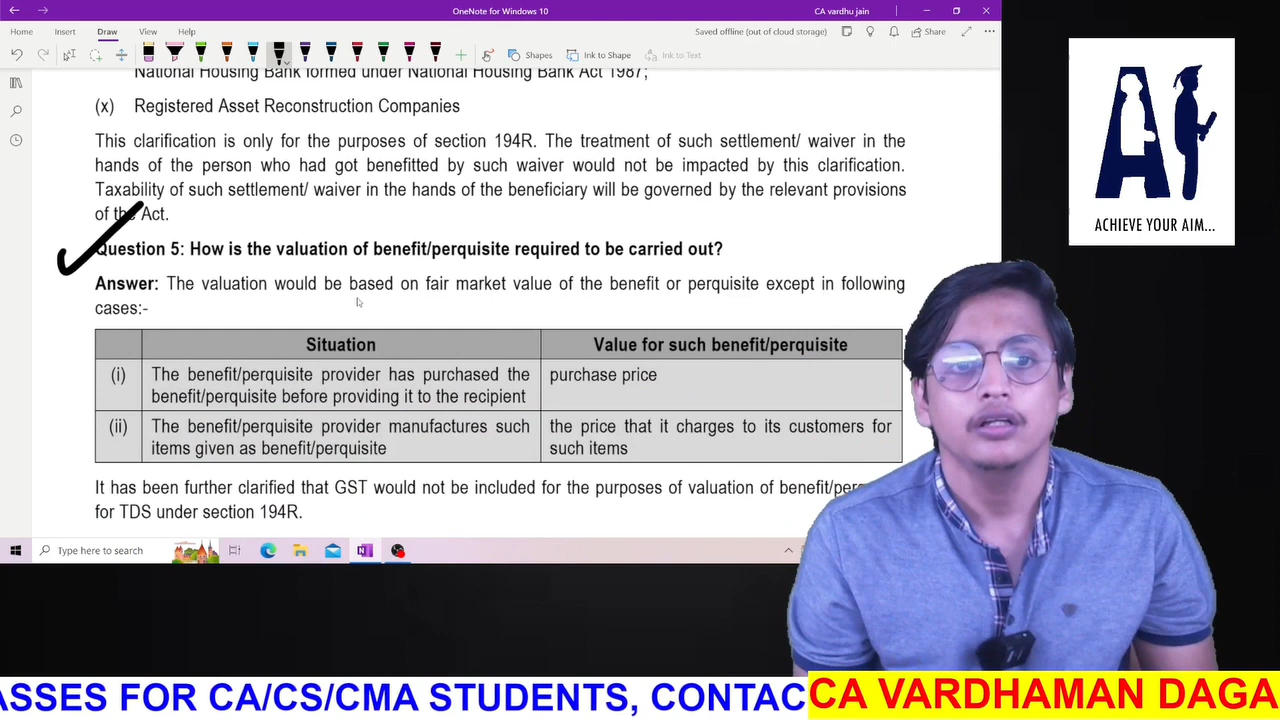 OneNote for Windows 10
CA vardhu jain
Home Insert Draw View Help
Saved offline (out of cloud storage)
Share
Shapes
Ink to Shape
Ink to Text
National Housing Bank formed under National Housing Bank Act 1987;
(x) Registered Asset Reconstruction Companies
This clarification is only for the purposes of section 194R. The treatment of such settlement/ waiver in the
hands of the person who had got benefitted by such waiver would not be impacted by this clarification.
Taxability of such settlement/ waiver in the hands of the beneficiary will be governed by the relevant provisions
of the Act.
Question 5: How is the valuation of benefit/perquisite required to be carried out?
Answer: The valuation would be based on fair market value of the benefit or perquisite except in following
cases:-
Situation Value for such benefit/perquisite
(i) The benefit/perquisite provider has purchased the purchase price
benefit/perquisite before providing it to the recipient
(ii) The benefit/perquisite provider manufactures such the price that it charges to its customers for
items given as benefit/perquisite such items
It has been further clarified that GST would not be included for the purposes of valuation of
for TDS under section 194R.
Type here to search
A
ACHIEVE YOUR AIM...
FOR CA/CS/CMA STUDENTS,
CA VARDHAMAN DAGA